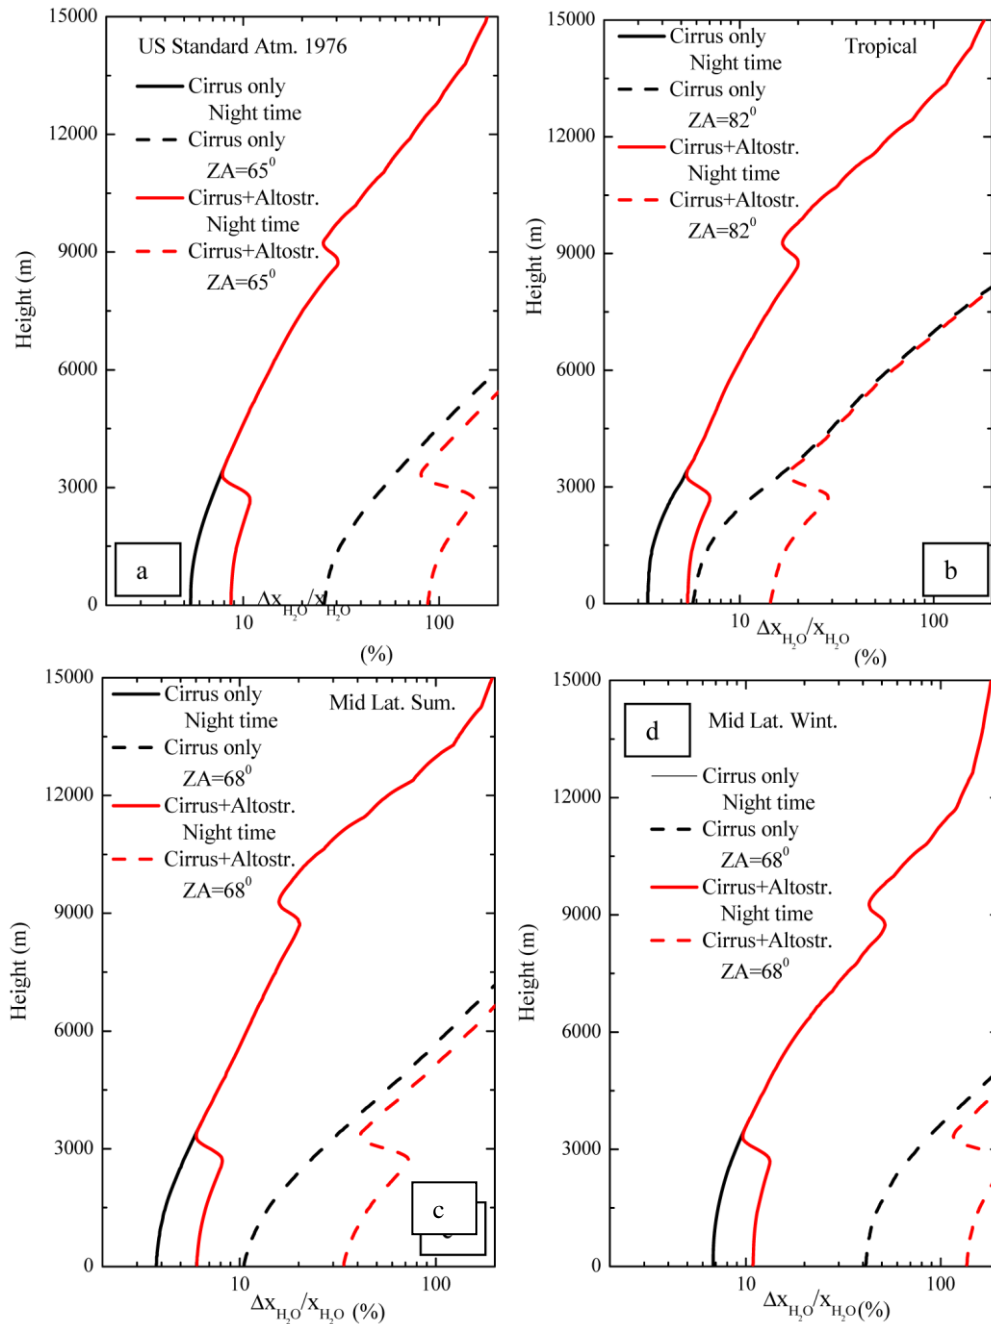 15000
12000
9000
6000
3000
0
Height (m)
US Standard Atm. 1976
Cirrus only
Night time
Cirrus only
ZA=65⁰
Cirrus+Altostr.
Night time
Cirrus+Altostr.
ZA=65⁰
a
10
100
Δx_H₂O/x_H₂O
(%)
15000
12000
9000
6000
3000
0
Height (m)
Tropical
Cirrus only
Night time
Cirrus only
ZA=82⁰
Cirrus+Altostr.
Night time
Cirrus+Altostr.
ZA=82⁰
b
10
100
Δx_H₂O/x_H₂O
(%)
15000
12000
9000
6000
3000
0
Height (m)
Mid Lat. Sum.
Cirrus only
Night time
Cirrus only
ZA=68⁰
Cirrus+Altostr.
Night time
Cirrus+Altostr.
ZA=68⁰
c
10
100
Δx_H₂O/x_H₂O (%)
15000
12000
9000
6000
3000
0
Height (m)
d
Mid Lat. Wint.
Cirrus only
Night time
Cirrus only
ZA=68⁰
Cirrus+Altostr.
Night time
Cirrus+Altostr.
ZA=68⁰
10
100
Δx_H₂O/x_H₂O(%)